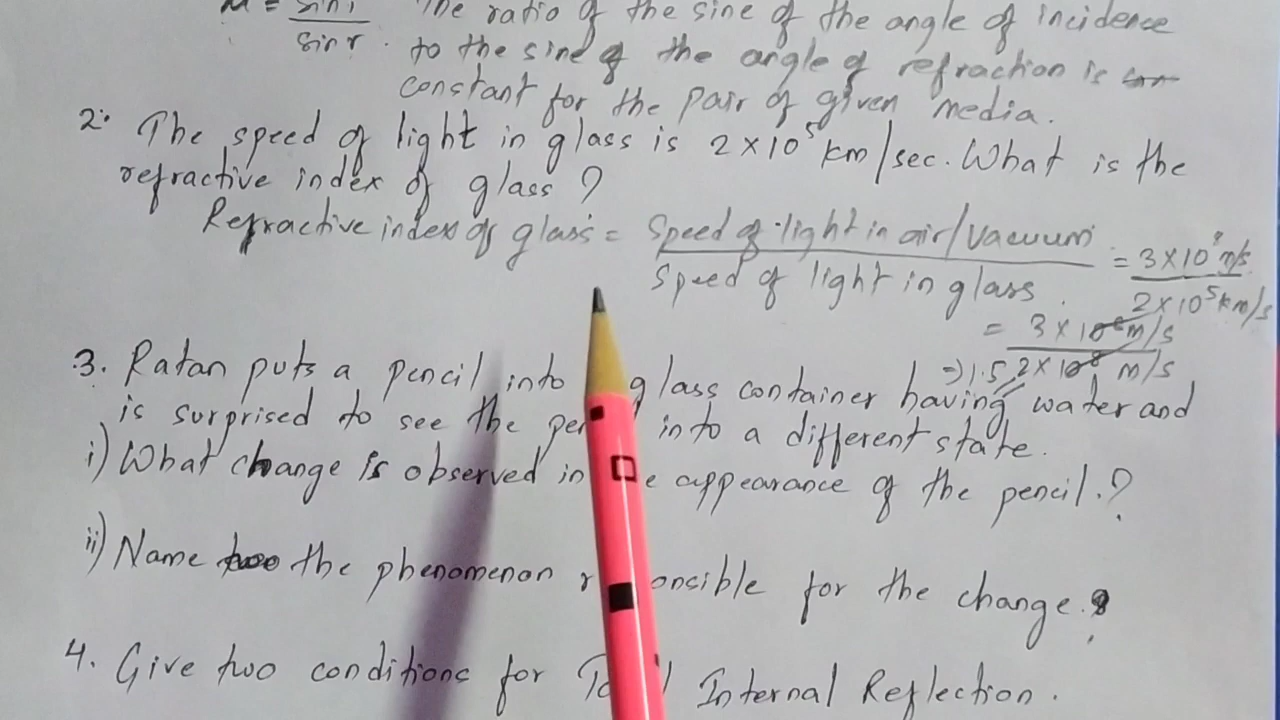 μ = sin i / sin r. The ratio of the sine of the angle of incidence
to the sine of the angle of refraction is
constant for the pair of given media.
2. The speed of light in glass is 2×10⁵ km/sec. What is the
refractive index of glass?
Refractive index of glass = Speed of light in air/vacuum / Speed of light in glass. = 3×10⁸ m/s / 2×10⁵ km/s
= 3×10⁸ m/s / 2×10⁸ m/s
⇒ 1.5
3. Ratan puts a pencil into glass container having water and
is surprised to see the into a different state.
i) What change is observed in appearance of the pencil.?
ii) Name the phenomenon for the change.?
4. Give two conditions for Internal Reflection.